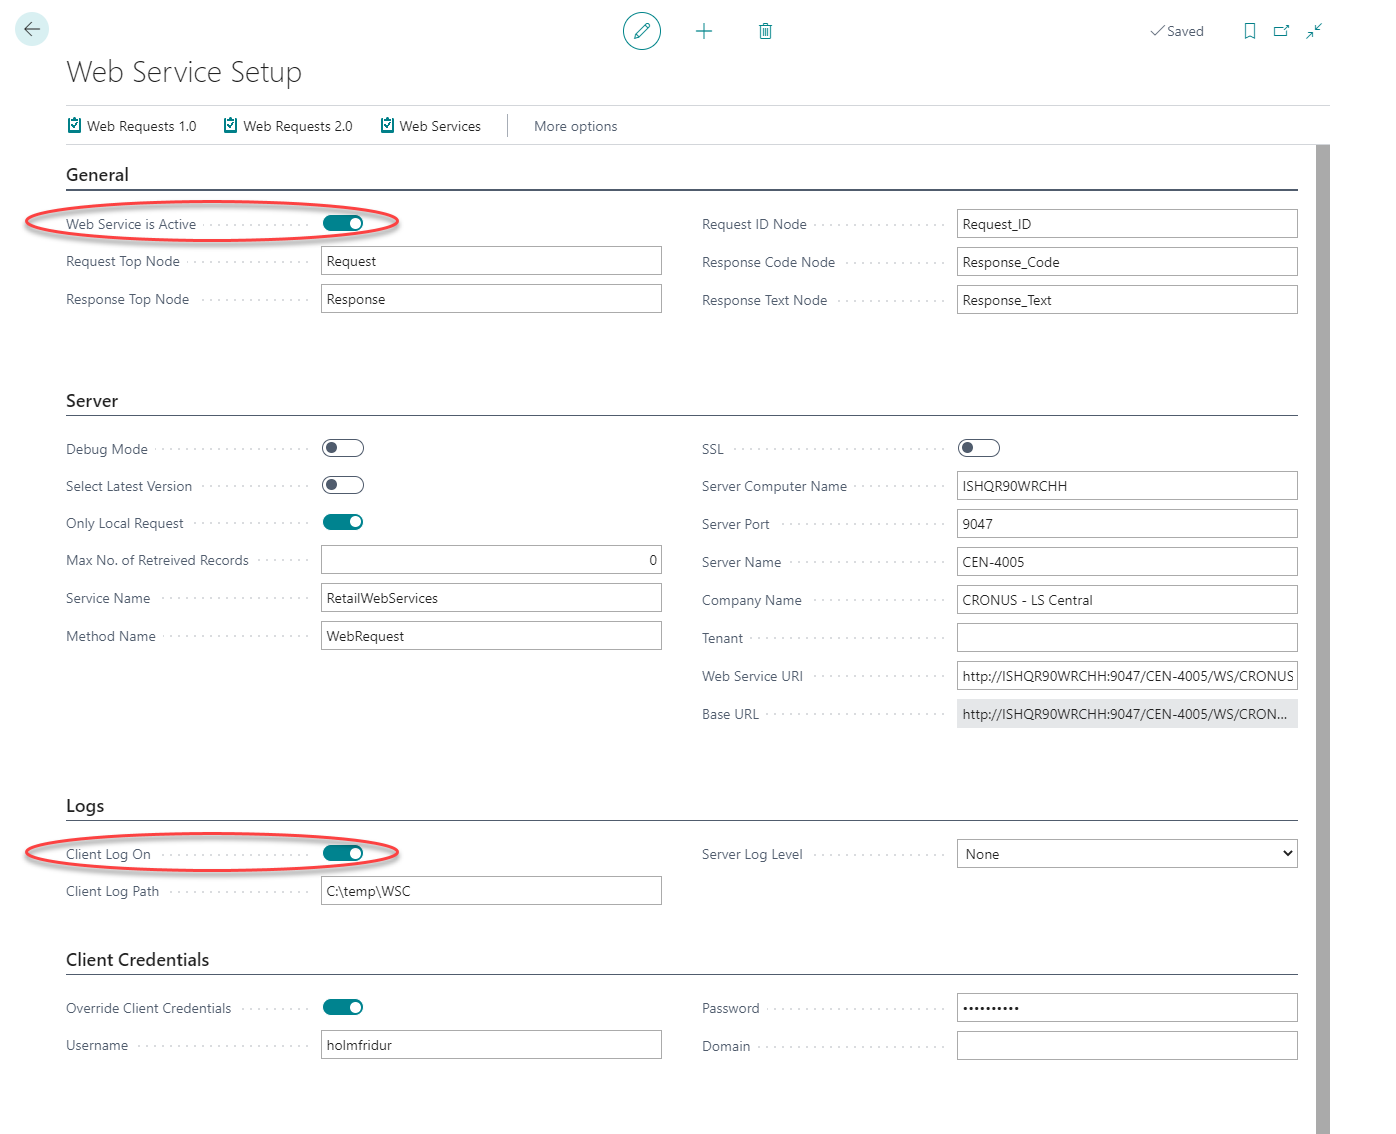 Saved
Web Service Setup
Web Requests 1.0 Web Requests 2.0 Web Services More options
General
Web Service is Active
Request Top Node Request
Response Top Node Response
Request ID Node Request_ID
Response Code Node Response_Code
Response Text Node Response_Text
Server
Debug Mode
Select Latest Version
Only Local Request
Max No. of Retreived Records 0
Service Name RetailWebServices
Method Name WebRequest
SSL
Server Computer Name ISHQR90WRCHH
Server Port 9047
Server Name CEN-4005
Company Name CRONUS - LS Central
Tenant
Web Service URI http://ISHQR90WRCHH:9047/CEN-4005/WS/CRONUS
Base URL http://ISHQR90WRCHH:9047/CEN-4005/WS/CRON...
Logs
Client Log On
Client Log Path C:\temp\WSC
Server Log Level None
Client Credentials
Override Client Credentials
Username holmfridur
Password ••••••••••
Domain